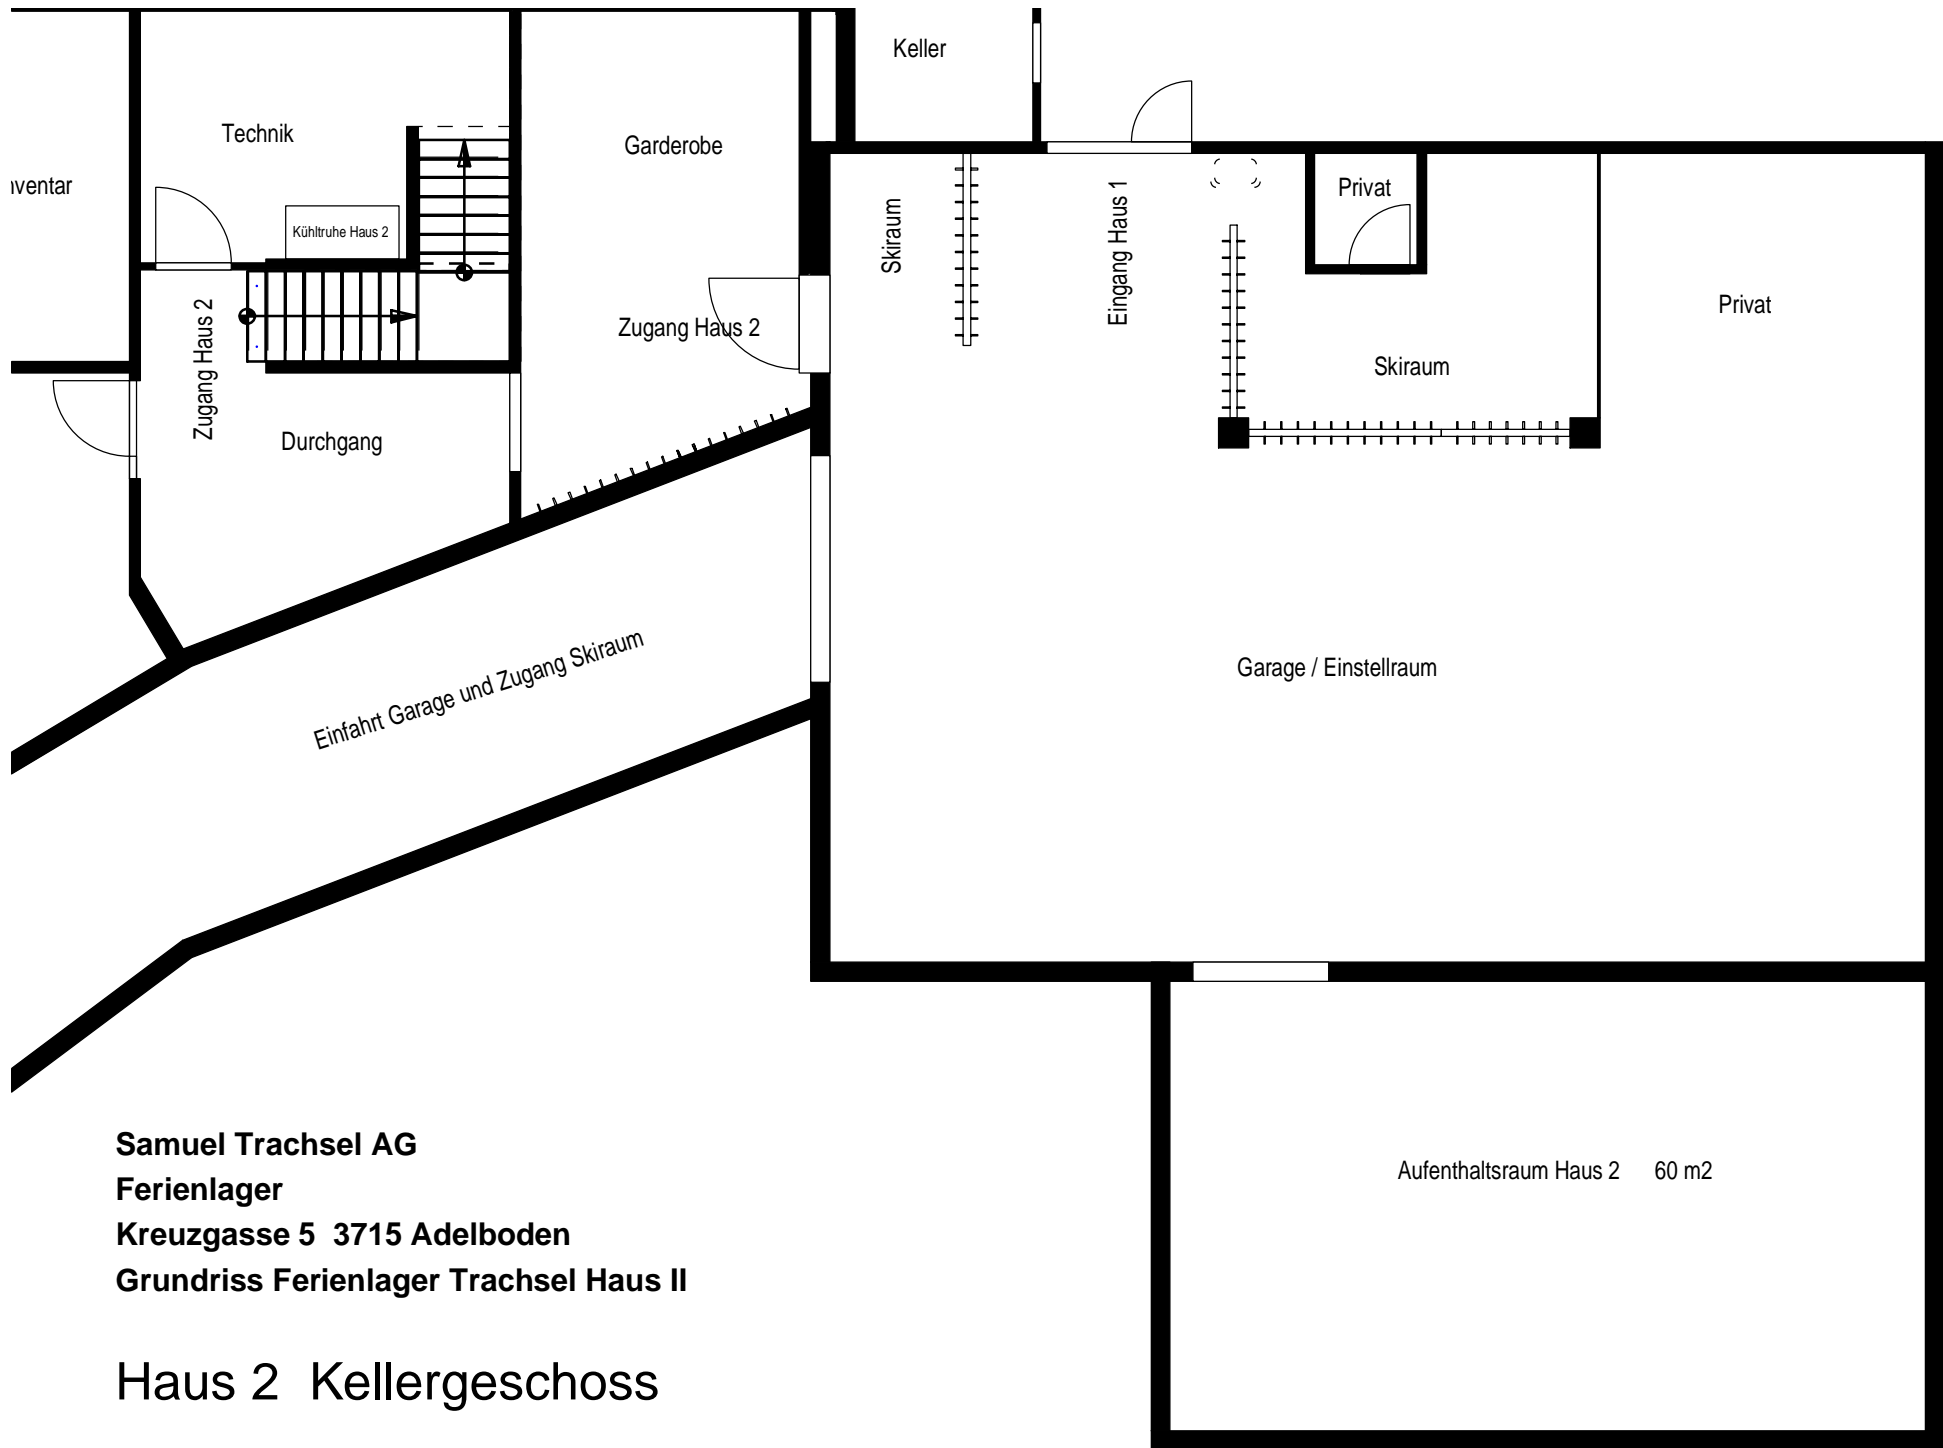 Keller
Technik
Garderobe
Privat
Kühltruhe Haus 2
Skiraum
Eingang Haus 1
Privat
Zugang Haus 2
Zugang Haus 2
Skiraum
Durchgang
Einfahrt Garage und Zugang Skiraum
Garage / Einstellraum
Aufenthaltsraum Haus 2 60 m2
Samuel Trachsel AG
Ferienlager
Kreuzgasse 5 3715 Adelboden
Grundriss Ferienlager Trachsel Haus II
Haus 2 Kellergeschoss